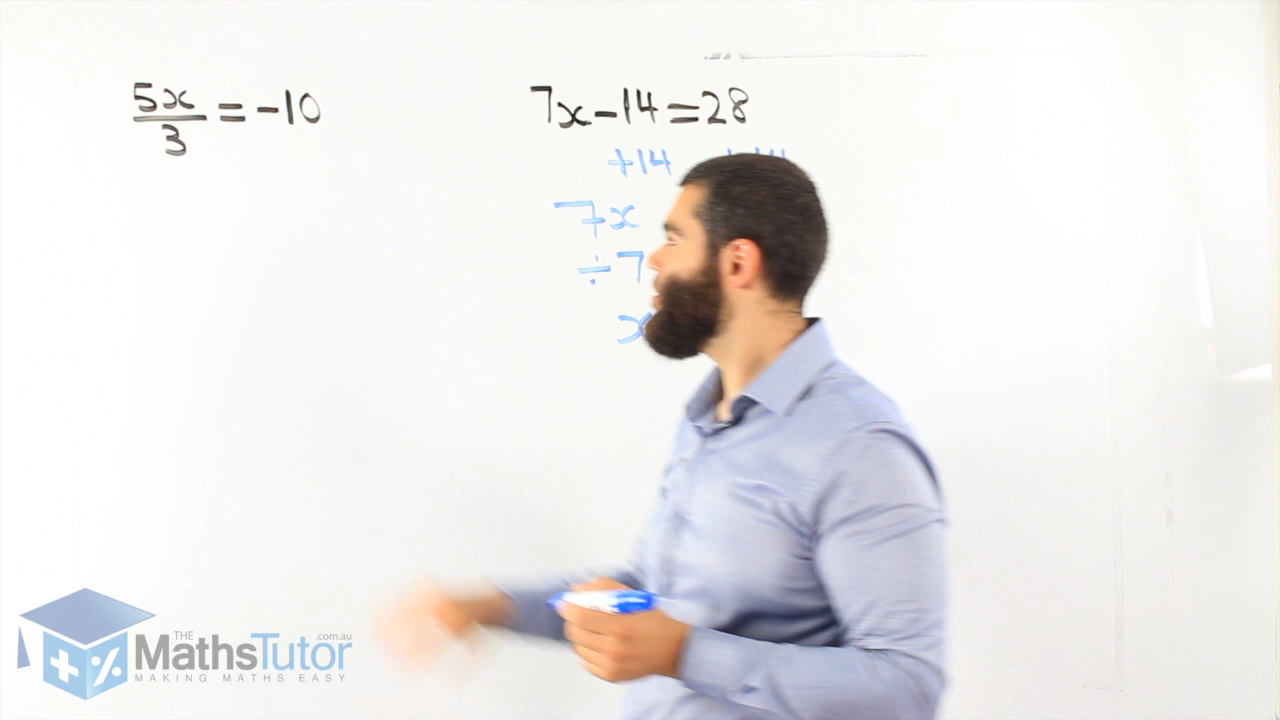 5x/3 = -10
7x - 14 = 28
+14
7x
÷7
x
THE MathsTutor .com.au
MAKING MATHS EASY